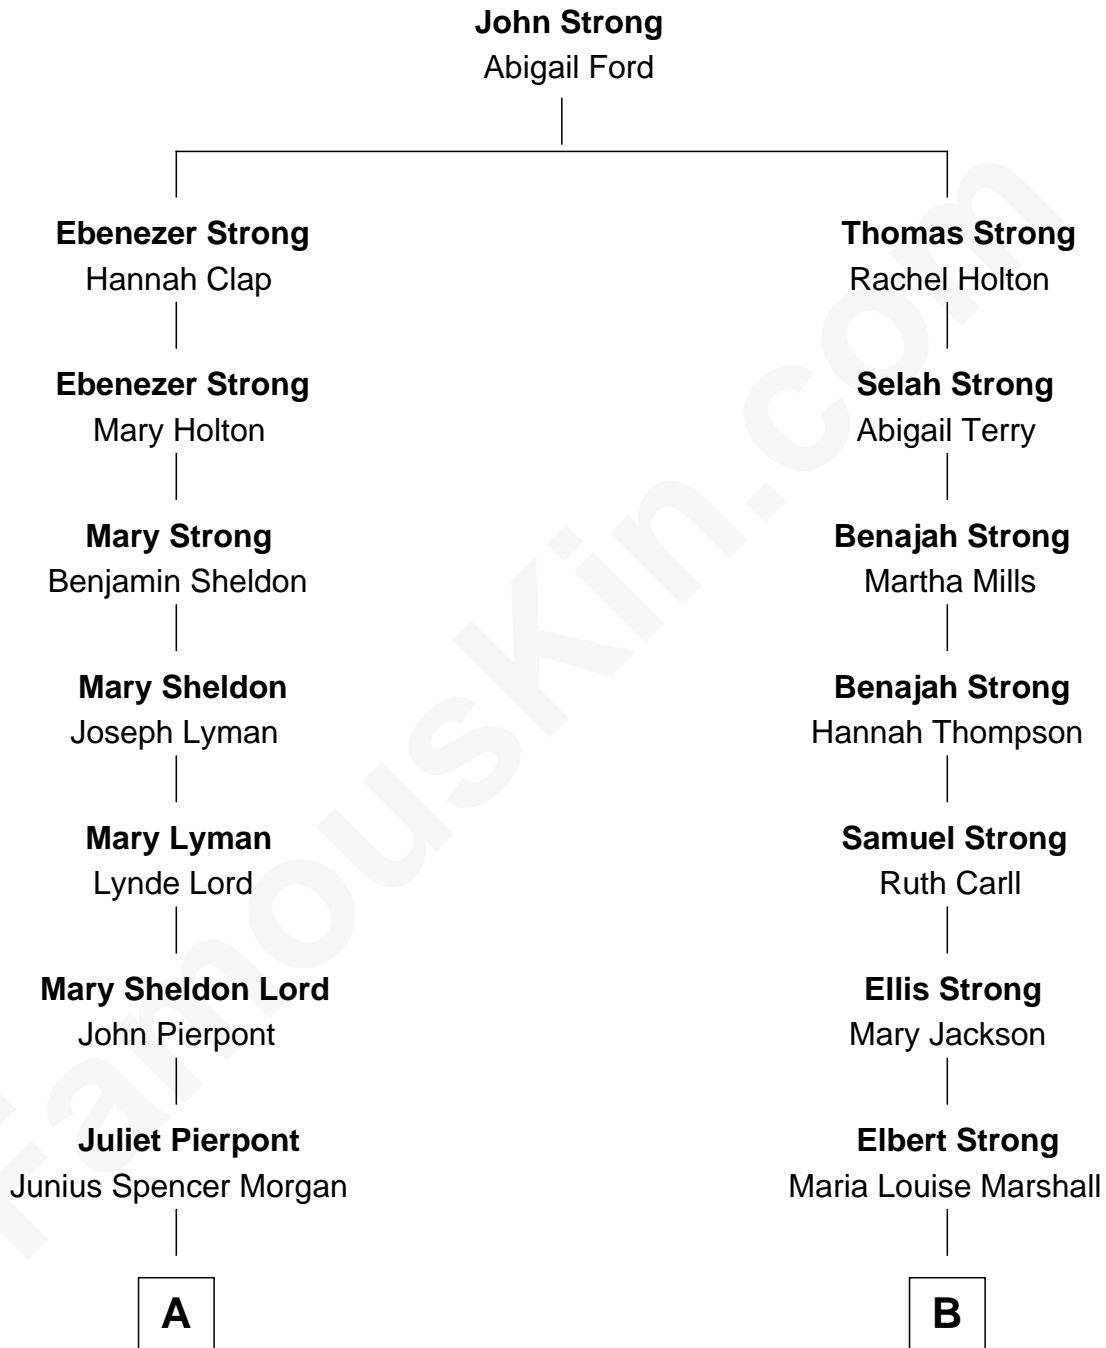 John Strong
Abigail Ford
Ebenezer Strong
Hannah Clap
Thomas Strong
Rachel Holton
Ebenezer Strong
Mary Holton
Selah Strong
Abigail Terry
Mary Strong
Benjamin Sheldon
Benajah Strong
Martha Mills
Mary Sheldon
Joseph Lyman
Benajah Strong
Hannah Thompson
Mary Lyman
Lynde Lord
Samuel Strong
Ruth Carll
Mary Sheldon Lord
John Pierpont
Ellis Strong
Mary Jackson
Juliet Pierpont
Junius Spencer Morgan
Elbert Strong
Maria Louise Marshall
A
B
FamousKin.com